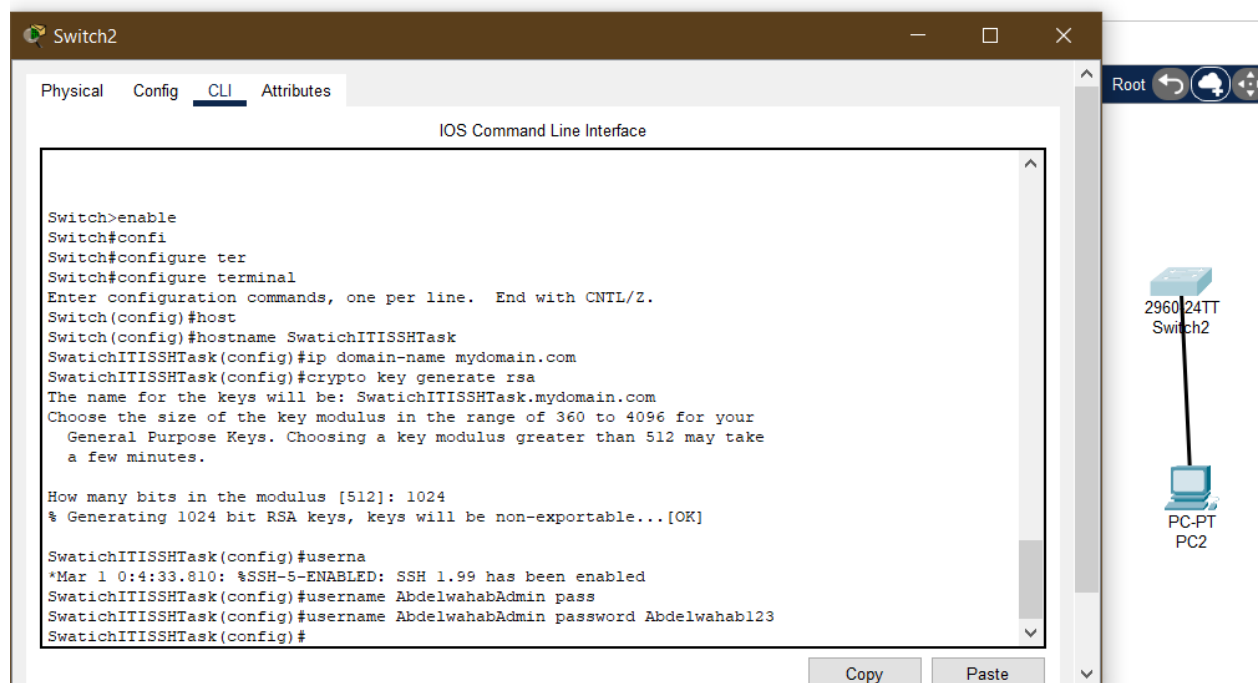 Switch2
Physical Config CLI Attributes
Root
IOS Command Line Interface
Switch>enable
Switch#confi
Switch#configure ter
Switch#configure terminal
Enter configuration commands, one per line.  End with CNTL/Z.
Switch(config)#host
Switch(config)#hostname SwatichITISSHTask
SwatichITISSHTask(config)#ip domain-name mydomain.com
SwatichITISSHTask(config)#crypto key generate rsa
The name for the keys will be: SwatichITISSHTask.mydomain.com
Choose the size of the key modulus in the range of 360 to 4096 for your
  General Purpose Keys. Choosing a key modulus greater than 512 may take
  a few minutes.
How many bits in the modulus [512]: 1024
% Generating 1024 bit RSA keys, keys will be non-exportable...[OK]
SwatichITISSHTask(config)#userna
*Mar 1 0:4:33.810: %SSH-5-ENABLED: SSH 1.99 has been enabled
SwatichITISSHTask(config)#username AbdelwahabAdmin pass
SwatichITISSHTask(config)#username AbdelwahabAdmin password Abdelwahab123
SwatichITISSHTask(config)#
Copy Paste
2960 24TT
Switch2
PC-PT
PC2